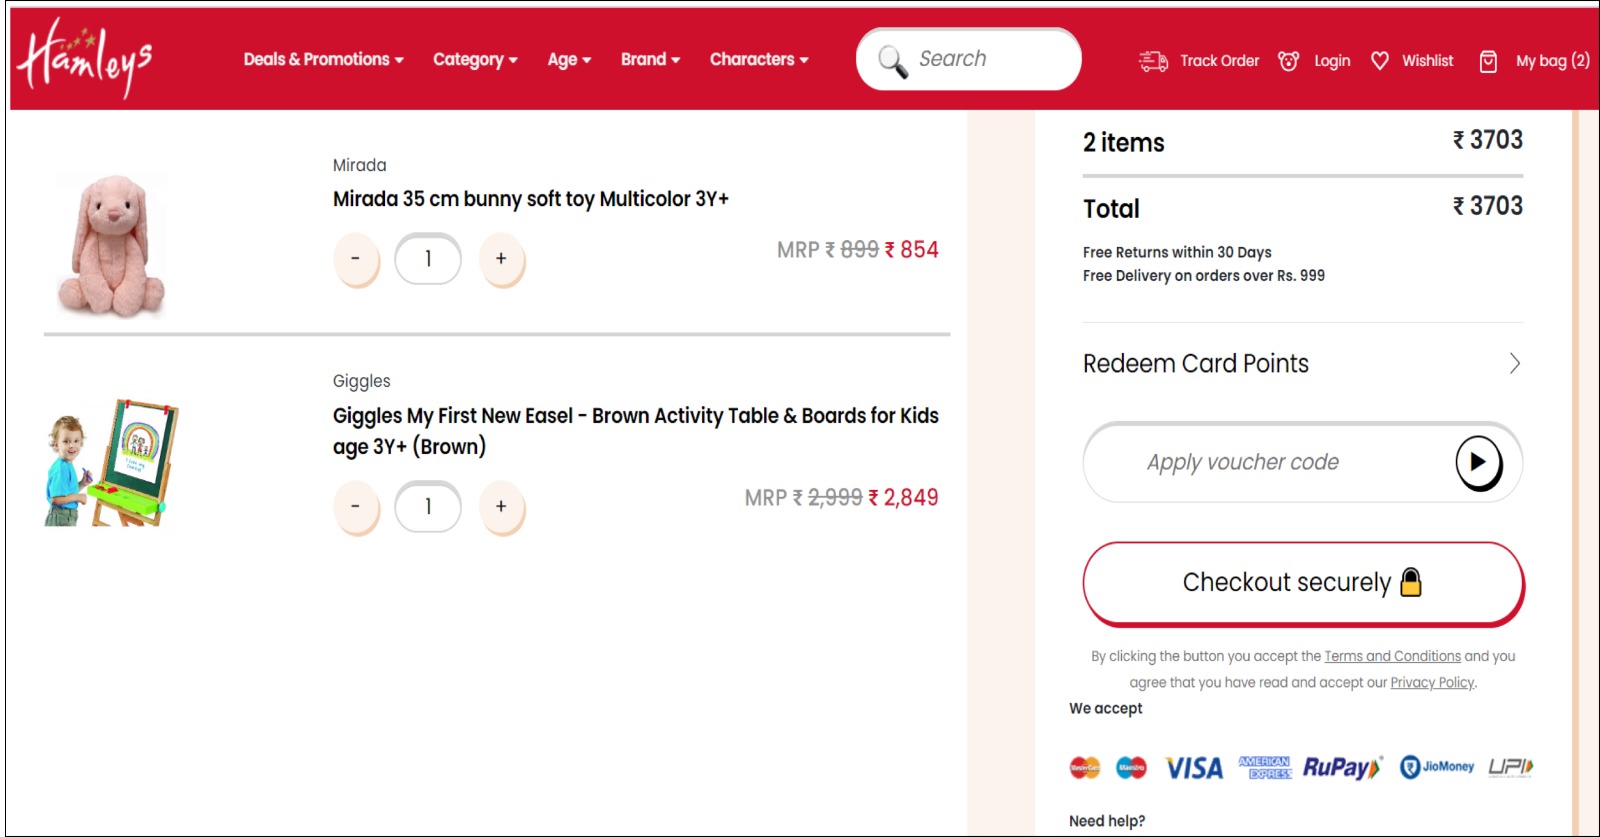 Hamleys
Deals & Promotions Category Age Brand Characters Search Track Order Login Wishlist My bag (2)
Mirada
Mirada 35 cm bunny soft toy Multicolor 3Y+
- 1 + MRP ₹ 899 ₹ 854
Giggles
Giggles My First New Easel - Brown Activity Table & Boards for Kids
age 3Y+ (Brown)
- 1 + MRP ₹ 2,999 ₹ 2,849
2 items ₹ 3703
Total ₹ 3703
Free Returns within 30 Days
Free Delivery on orders over Rs. 999
Redeem Card Points
Apply voucher code
Checkout securely
By clicking the button you accept the Terms and Conditions and you
agree that you have read and accept our Privacy Policy.
We accept
MasterCard Maestro VISA AMERICAN EXPRESS RuPay JioMoney UPI
Need help?